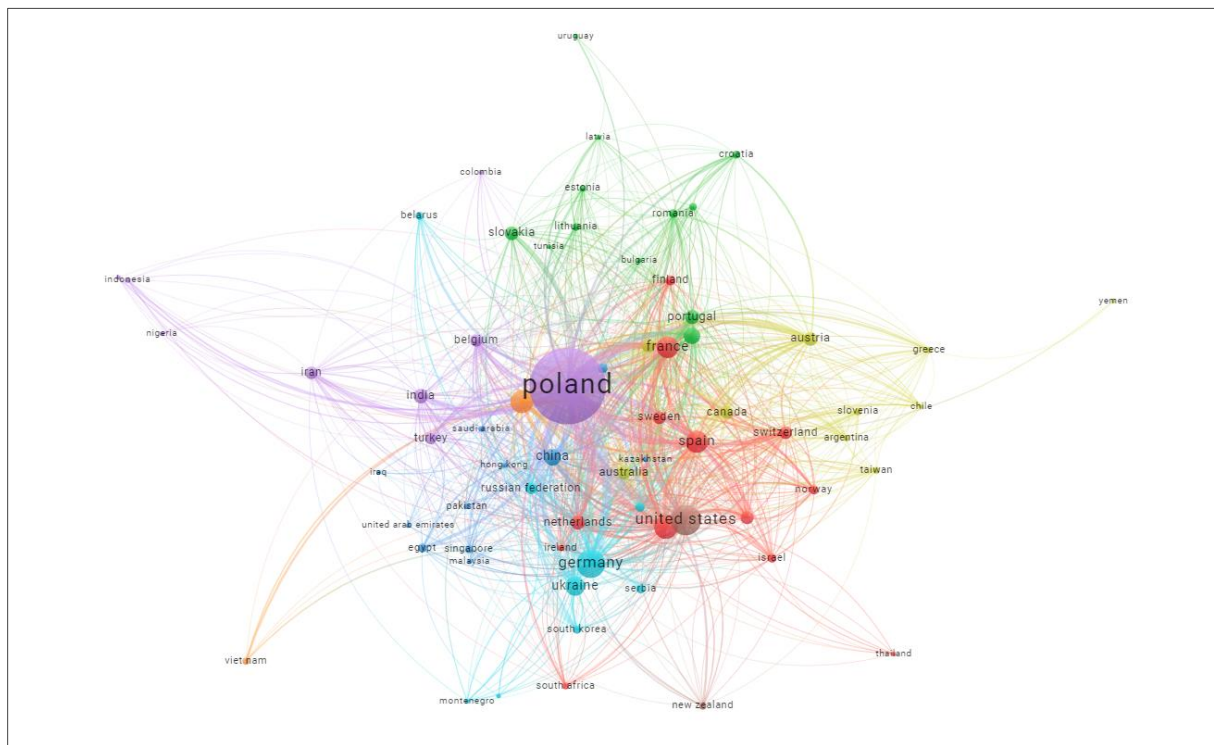 uruguay
latvia
croatia
colombia
estonia
belarus
romania
lithuania
slovakia
tunisia
bulgaria
indonesia
finland
yemen
portugal
nigeria
belgium
austria
france
greece
iran
poland
india
chile
canada
slovenia
sweden
saudi arabia
switzerland
turkey
spain
argentina
china
kazakhstan
hong kong
australia
taiwan
iraq
russian federation
norway
pakistan
united states
netherlands
united arab emirates
egypt
singapore
ireland
israel
malaysia
germany
ukraine
serbia
south korea
thailand
viet nam
south africa
montenegro
new zealand